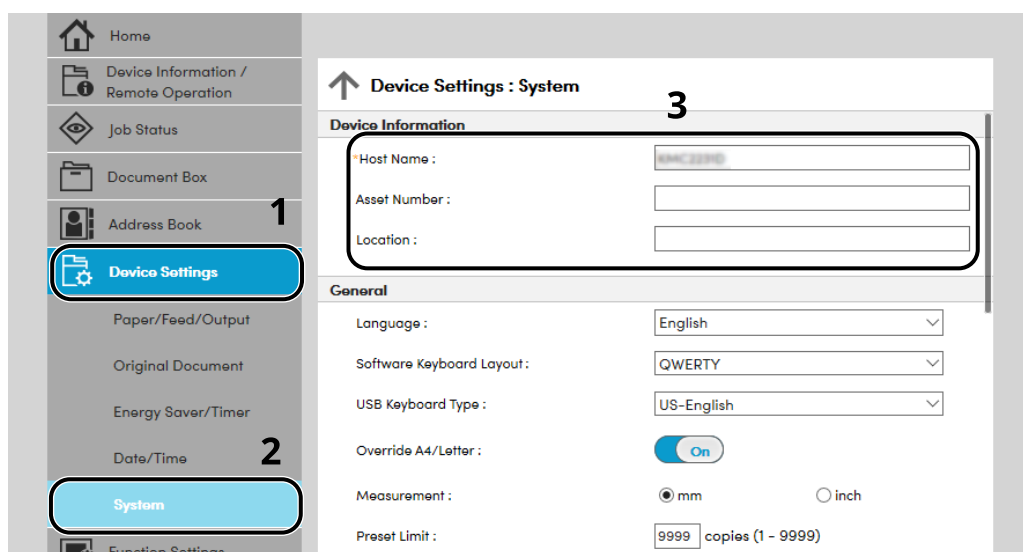 Home
Device Information /
Remote Operation
Job Status
Document Box
1
Address Book
Device Settings
Paper/Feed/Output
Original Document
Energy Saver/Timer
Date/Time
2
System
Function Settings
Device Settings : System
3
Device Information
*Host Name :
Asset Number :
Location :
General
Language : English
Software Keyboard Layout : QWERTY
USB Keyboard Type : US-English
Override A4/Letter : On
Measurement : mm inch
Preset Limit : 9999 copies (1 - 9999)